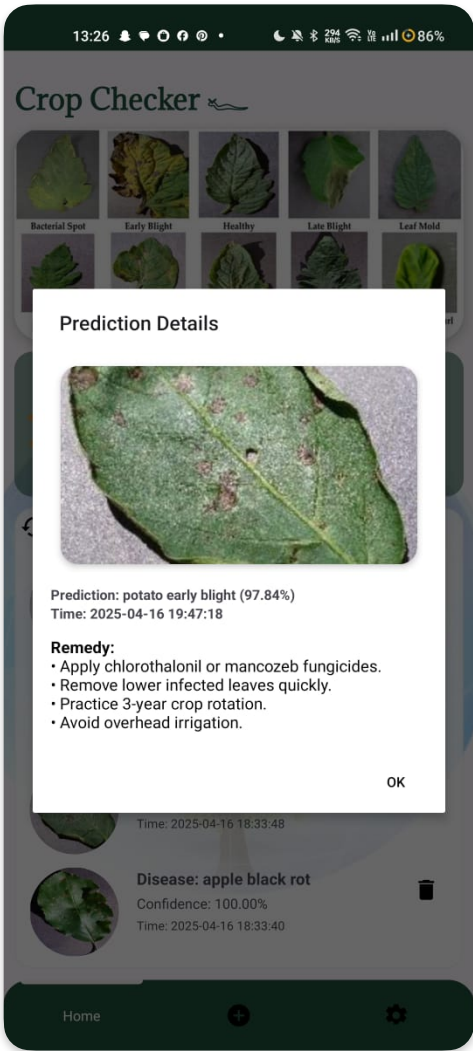 13:26
294
KB/S
86%
Crop Checker
Bacterial Spot
Early Blight
Healthy
Late Blight
Leaf Mold
Prediction Details
Prediction: potato early blight (97.84%)
Time: 2025-04-16 19:47:18
Remedy:
• Apply chlorothalonil or mancozeb fungicides.
• Remove lower infected leaves quickly.
• Practice 3-year crop rotation.
• Avoid overhead irrigation.
OK
Time: 2025-04-16 18:33:48
Disease: apple black rot
Confidence: 100.00%
Time: 2025-04-16 18:33:40
Home